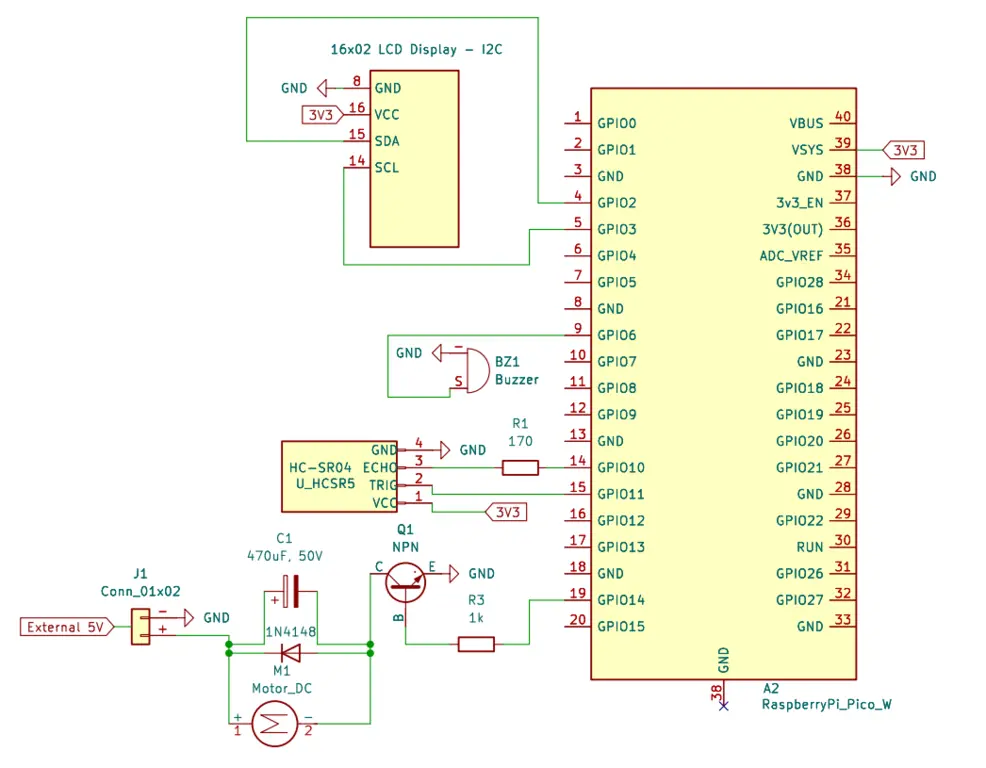 16x02 LCD Display - I2C
GND
8
GND
3V3
16
VCC
15
SDA
14
SCL
1
GPIO0
2
GPIO1
3
GND
4
GPIO2
5
GPIO3
6
GPIO4
7
GPIO5
8
GND
9
GPIO6
10
GPIO7
11
GPIO8
12
GPIO9
13
GND
14
GPIO10
15
GPIO11
16
GPIO12
17
GPIO13
18
GND
19
GPIO14
20
GPIO15
VBUS
40
VSYS
39
3V3
GND
38
GND
3v3_EN
37
3V3(OUT)
36
ADC_VREF
35
GPIO28
34
GPIO16
21
GPIO17
22
GND
23
GPIO18
24
GPIO19
25
GPIO20
26
GPIO21
27
GND
28
GPIO22
29
RUN
30
GPIO26
31
GPIO27
32
GND
33
GND
38
A2
RaspberryPi_Pico_W
GND
-
S
BZ1
Buzzer
R1
170
HC-SR04
U_HCSR5
GND
4
GND
ECHO
3
TRIG
2
VCC
1
3V3
Q1
NPN
C
E
B
GND
R3
1k
C1
470uF, 50V
+
1N4148
J1
Conn_01x02
External 5V
-
+
GND
M1
Motor_DC
+
1
-
2